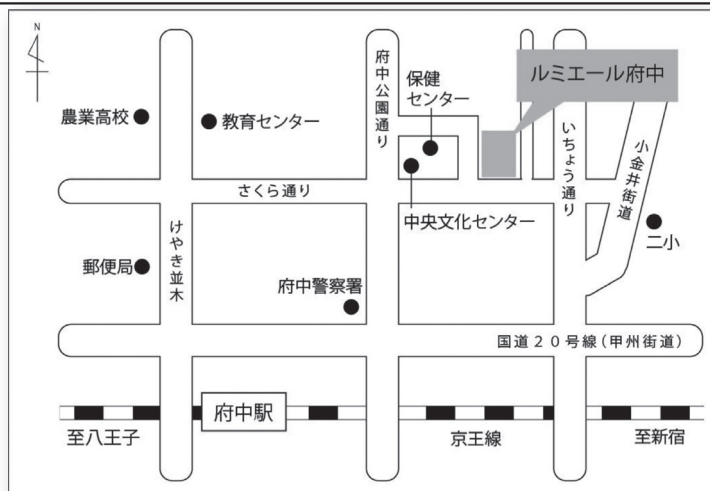 N
府中公園通り
保健
センター
ルミエール府中
農業高校
教育センター
いちょう通り
小金井街道
さくら通り
中央文化センター
二小
けやき並木
郵便局
府中警察署
国道20号線(甲州街道)
府中駅
至八王子
京王線
至新宿